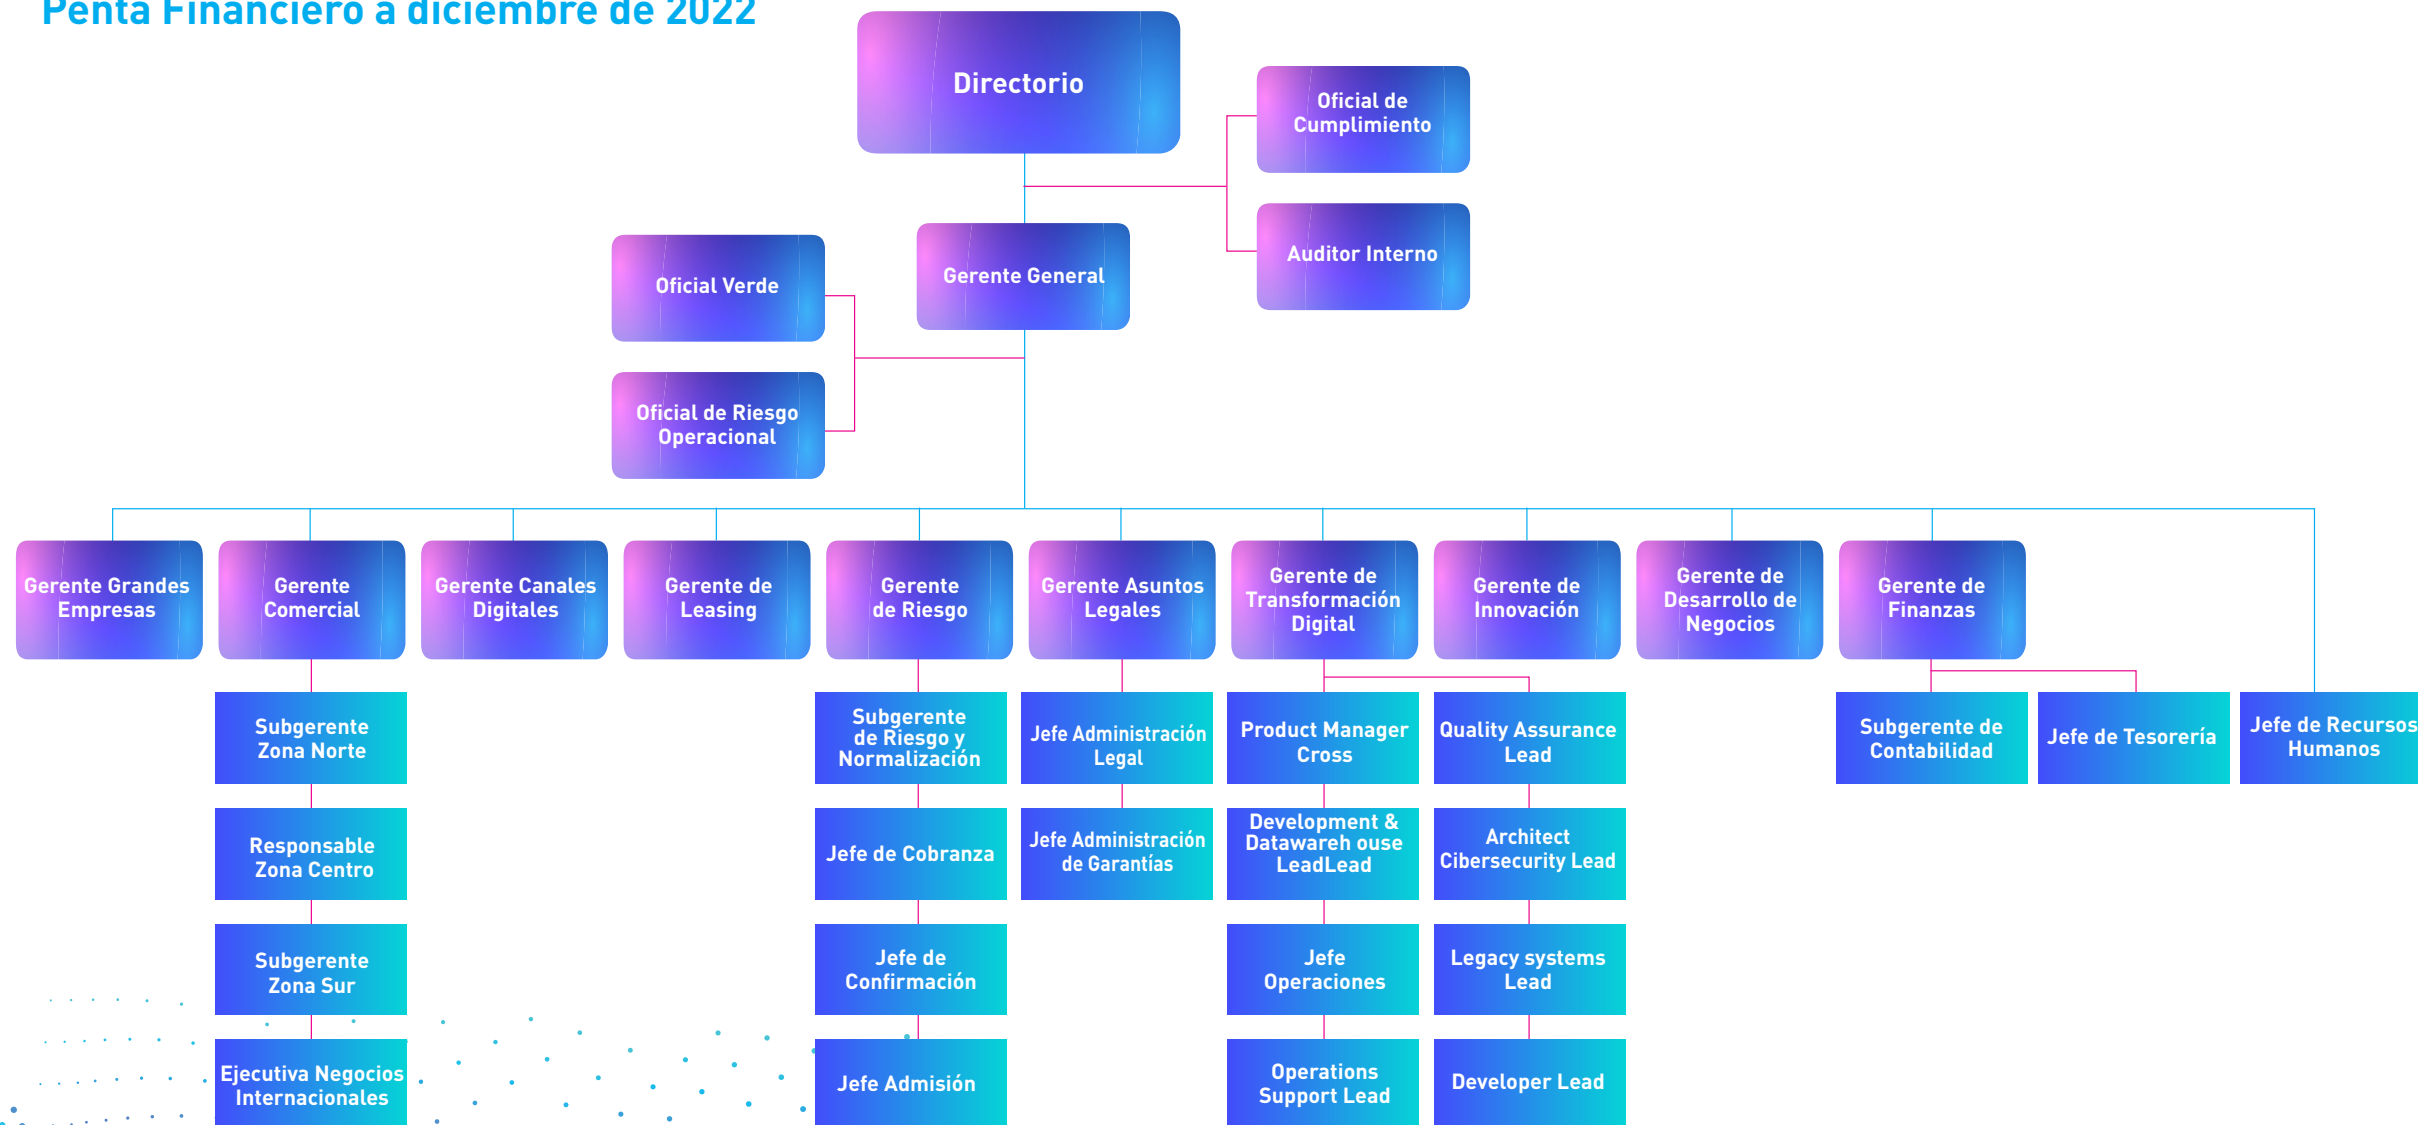 Penta Financiero a diciembre de 2022
Directorio
Oficial de
Cumplimiento
Auditor Interno
Gerente General
Oficial Verde
Oficial de Riesgo
Operacional
Gerente Grandes
Empresas
Gerente
Comercial
Gerente Canales
Digitales
Gerente de
Leasing
Gerente
de Riesgo
Gerente Asuntos
Legales
Gerente de
Transformación
Digital
Gerente de
Innovación
Gerente de
Desarrollo de
Negocios
Gerente de
Finanzas
Subgerente
Zona Norte
Subgerente
de Riesgo y
Normalización
Jefe Administración
Legal
Product Manager
Cross
Quality Assurance
Lead
Subgerente de
Contabilidad
Jefe de Tesorería
Jefe de Recursos
Humanos
Responsable
Zona Centro
Jefe de Cobranza
Jefe Administración
de Garantías
Development &
Datawareh ouse
LeadLead
Architect
Cibersecurity Lead
Subgerente
Zona Sur
Jefe de
Confirmación
Jefe
Operaciones
Legacy systems
Lead
Ejecutiva Negocios
Internacionales
Jefe Admisión
Operations
Support Lead
Developer Lead